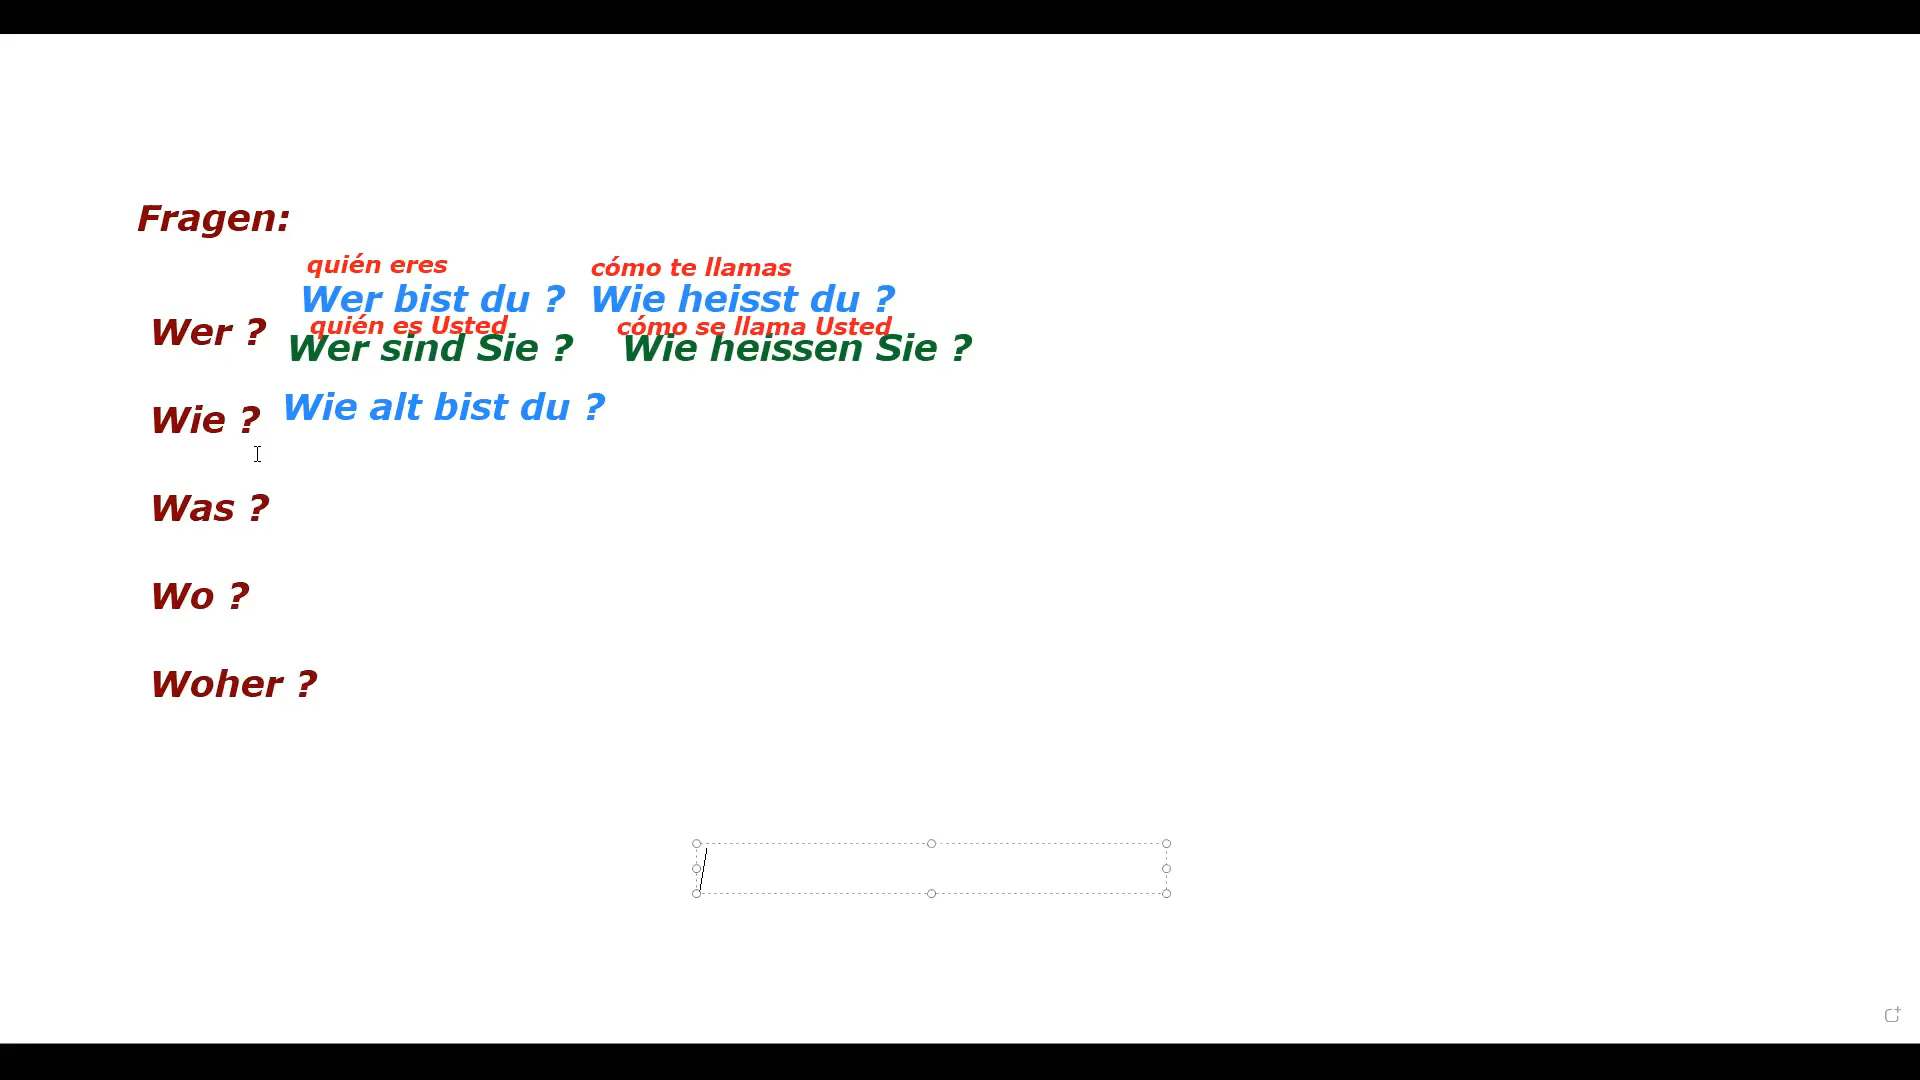 Fragen:
quién eres cómo te llamas
Wer bist du ? Wie heisst du ?
Wer ?
quién es Usted cómo se llama Usted
Wer sind Sie ? Wie heissen Sie ?
Wie ? Wie alt bist du ?
Was ?
Wo ?
Woher ?